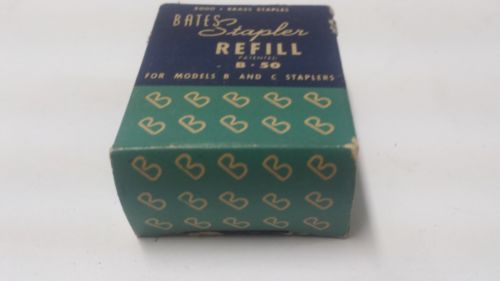 5000 • BRASS STAPLES
BATES Stapler
REFILL
PATENTED
B-50
FOR MODELS B AND C STAPLERS
B B B B B
B B B B B
B B B B B
B B B B B
B B B B B